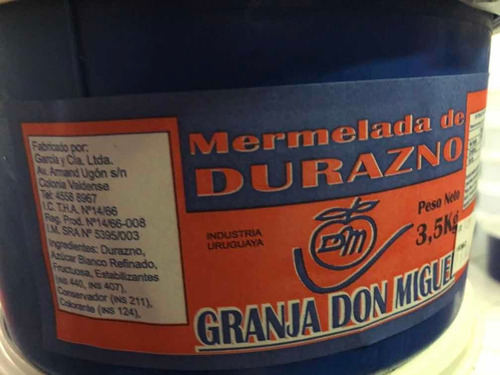 Fabricado por:
García y Cía. Ltda.
Av. Armand Ugón s/n
Colonia Valdense
Tel: 4558 8967
I.C. T.H.A. Nº14/66
Reg. Prod. Nº14/66-008
I.M. SRA Nº 5395/003
Ingredientes: Durazno,
Azúcar Blanco Refinado,
Fructuosa, Estabilizantes
(INS 440, INS 407),
Conservador (INS 211),
Colorante (INS 124),
Mermelada de
DURAZNO
INDUSTRIA
URUGUAYA
DM
Peso Neto
3,5Kg
GRANJA DON MIGUEL